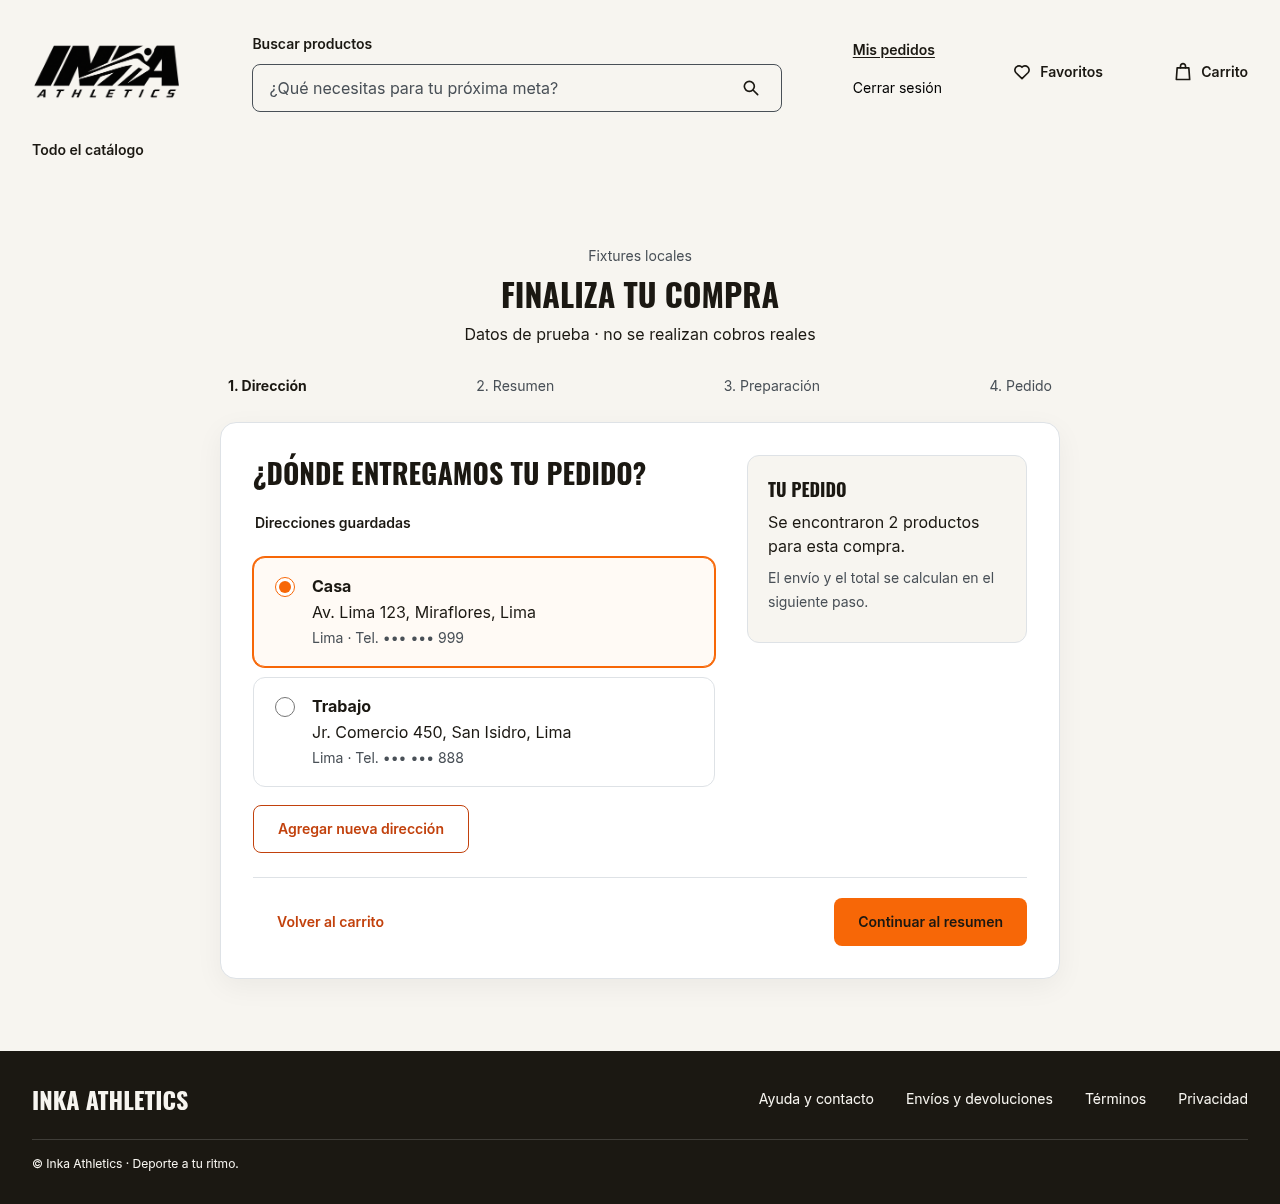 INKA
ATHLETICS
Buscar productos
¿Qué necesitas para tu próxima meta?
Mis pedidos
Cerrar sesión
Favoritos
Carrito
Todo el catálogo
Fixtures locales
FINALIZA TU COMPRA
Datos de prueba · no se realizan cobros reales
1. Dirección
2. Resumen
3. Preparación
4. Pedido
¿DÓNDE ENTREGAMOS TU PEDIDO?
Direcciones guardadas
Casa
Av. Lima 123, Miraflores, Lima
Lima · Tel. ••• ••• 999
Trabajo
Jr. Comercio 450, San Isidro, Lima
Lima · Tel. ••• ••• 888
Agregar nueva dirección
TU PEDIDO
Se encontraron 2 productos
para esta compra.
El envío y el total se calculan en el
siguiente paso.
Volver al carrito
Continuar al resumen
INKA ATHLETICS
Ayuda y contacto
Envíos y devoluciones
Términos
Privacidad
© Inka Athletics · Deporte a tu ritmo.